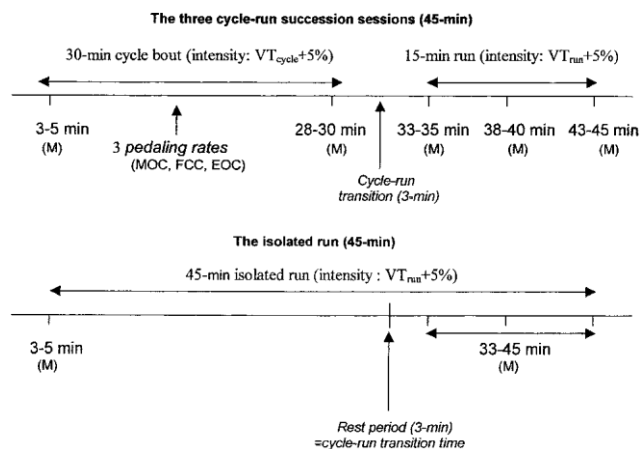 The three cycle-run succession sessions (45-min)
30-min cycle bout (intensity: VTcycle+5%)
15-min run (intensity: VTrun+5%)
3-5 min
(M)
3 pedaling rates
(MOC, FCC, EOC)
28-30 min
(M)
33-35 min
(M)
38-40 min
(M)
43-45 min
(M)
Cycle-run
transition (3-min)
The isolated run (45-min)
45-min isolated run (intensity : VTrun+5%)
3-5 min
(M)
33-45 min
(M)
Rest period (3-min)
=cycle-run transition time